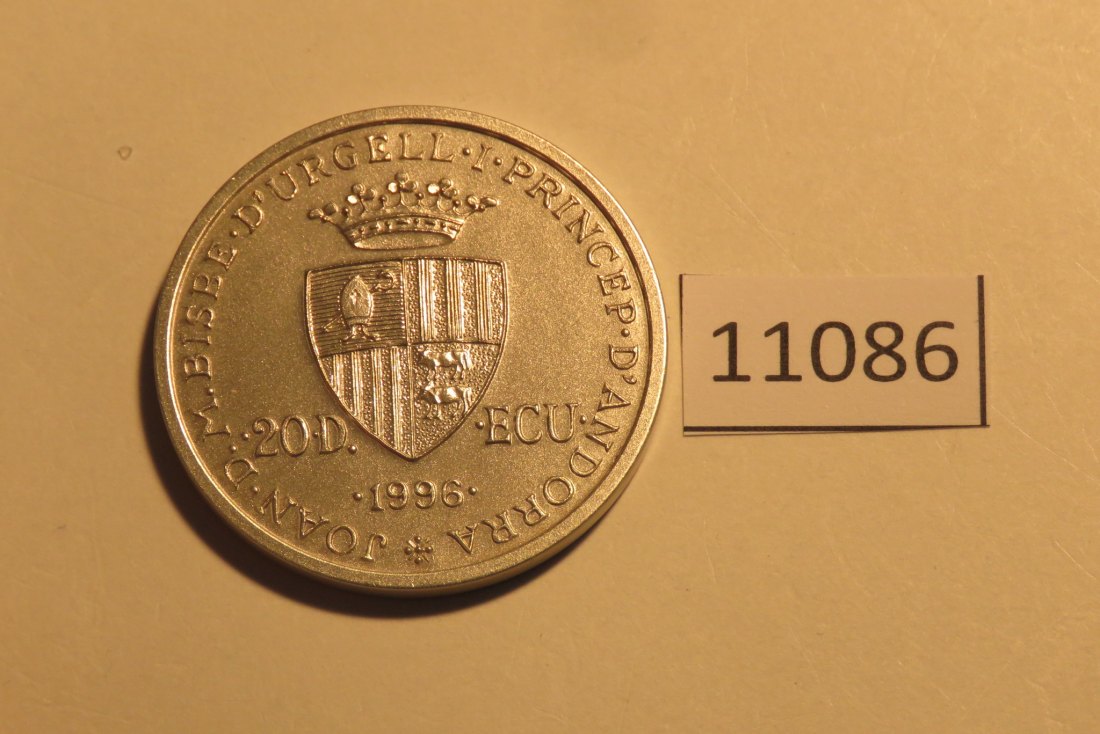 JOAN·D·M·BISBE·D'URGELL·I·PRINCEP·D'ANDORRA
·20·D. ·ECU·
·1996·
11086